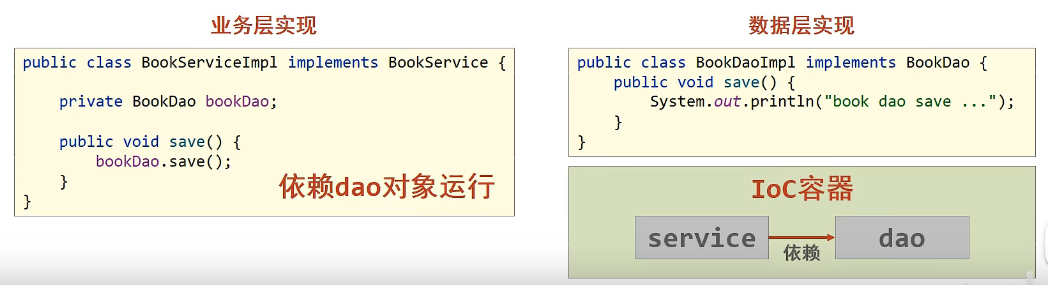 业务层实现
public class BookServiceImpl implements BookService {
private BookDao bookDao;
public void save() {
bookDao.save();
}
}
依赖dao对象运行
数据层实现
public class BookDaoImpl implements BookDao {
public void save() {
System.out.println("book dao save ...");
}
}
IoC容器
service
依赖
dao